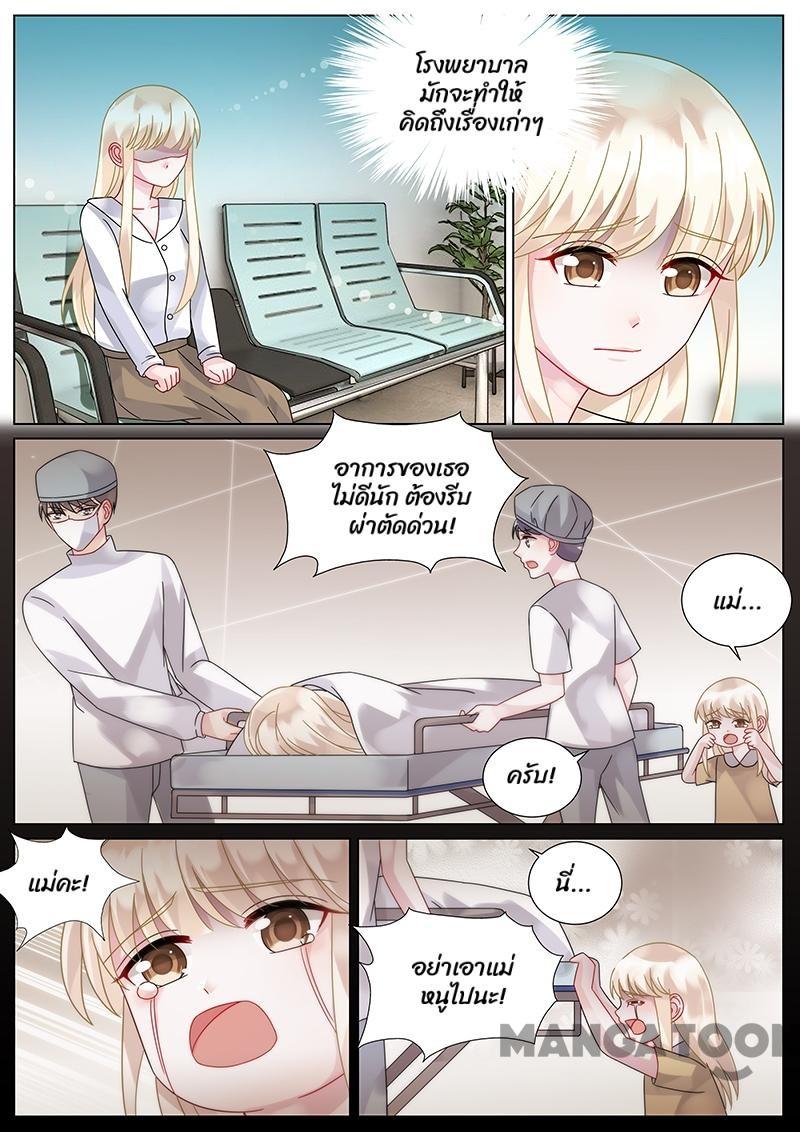 โรงพยาบาล
มักจะทำให้
คิดถึงเรื่องเก่าๆ
อาการของเธอ
ไม่ดีนัก ต้องรีบ
ผ่าตัดด่วน!
แม่...
ครับ!
แม่คะ!
นี่...
อย่าเอาแม่
หนูไปนะ!
MANGATOON